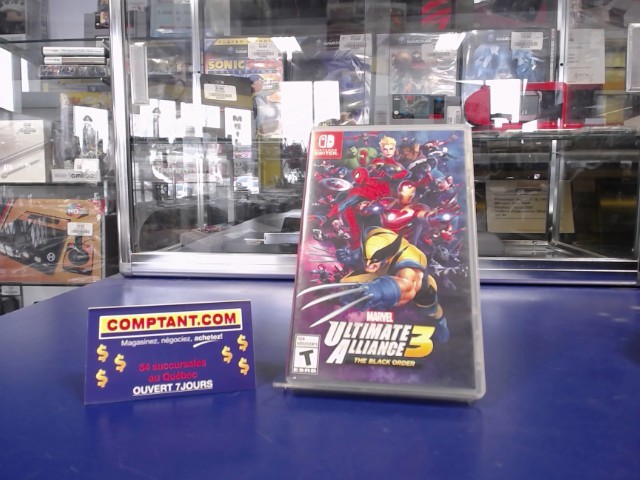 SONIC
NINTENDO
SWITCH
MARVEL
ULTIMATE
ALLIANCE 3
THE BLACK ORDER
T
ESRB
COMPTANT.COM
Magasinez, négociez, achetez!
$ $ $ $ $ $
54 succursales
au Québec
OUVERT 7JOURS